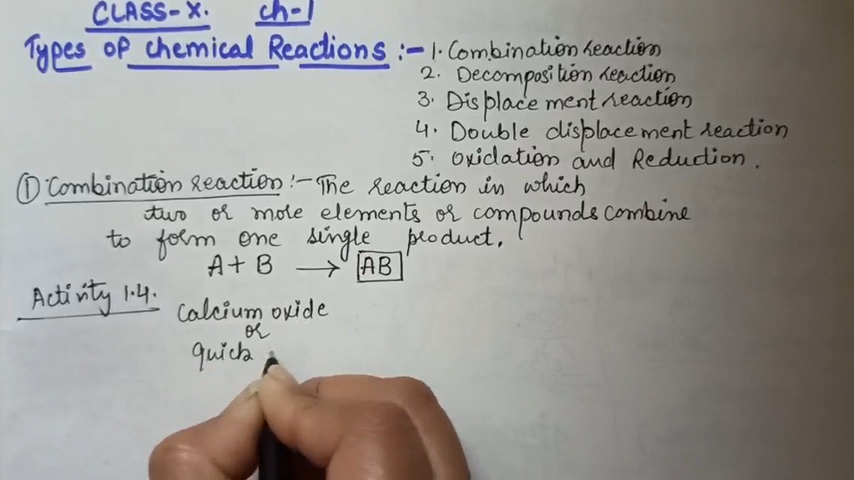 CLASS-X. ch-1
Types of chemical Reactions :- 1. Combination reaction
2. Decomposition reaction
3. Displacement reaction
4. Double displacement reaction
5. Oxidation and Reduction.
① Combination reaction :- The reaction in which
two or more elements or compounds combine
to form one single product.
A + B → AB
Activity 1.4.
Calcium oxide
or
quick